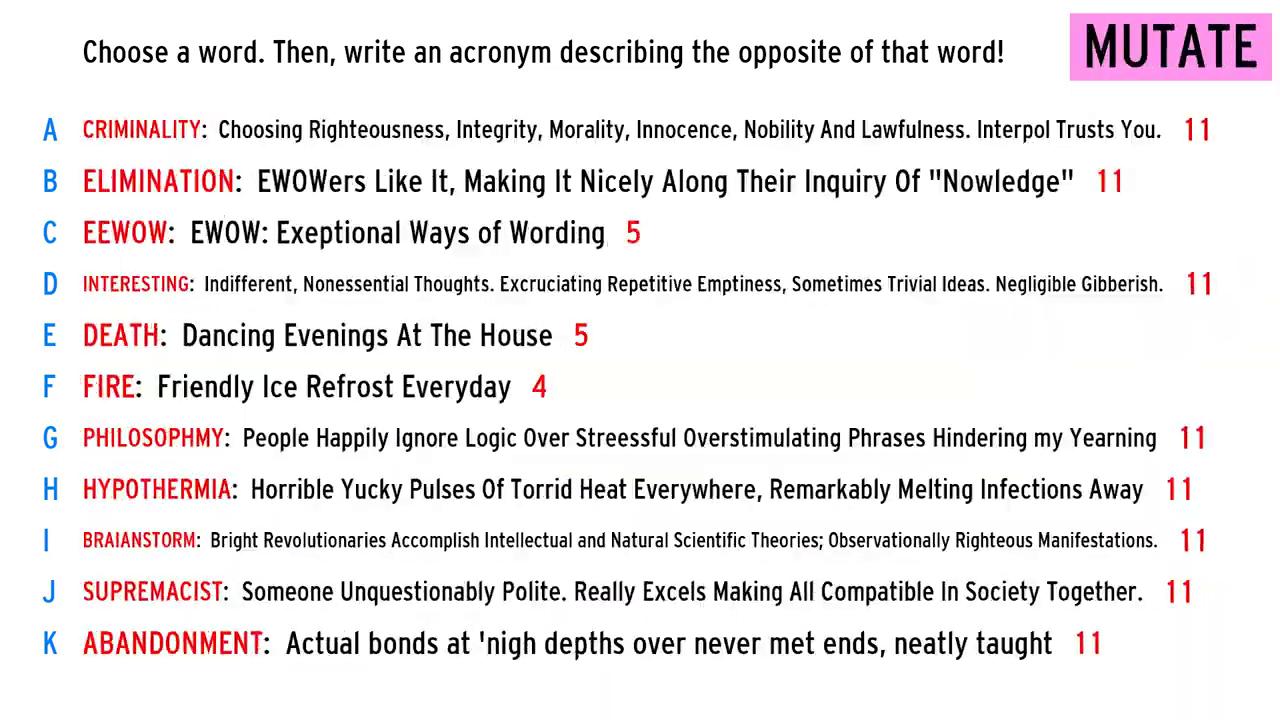 Choose a word. Then, write an acronym describing the opposite of that word!
MUTATE
A CRIMINALITY: Choosing Righteousness, Integrity, Morality, Innocence, Nobility And Lawfulness. Interpol Trusts You. 11
B ELIMINATION: EWOWers Like It, Making It Nicely Along Their Inquiry Of "Nowledge" 11
C EEWOW: EWOW: Exeptional Ways of Wording 5
D INTERESTING: Indifferent, Nonessential Thoughts. Excruciating Repetitive Emptiness, Sometimes Trivial Ideas. Negligible Gibberish. 11
E DEATH: Dancing Evenings At The House 5
F FIRE: Friendly Ice Refrost Everyday 4
G PHILOSOPHMY: People Happily Ignore Logic Over Streessful Overstimulating Phrases Hindering my Yearning 11
H HYPOTHERMIA: Horrible Yucky Pulses Of Torrid Heat Everywhere, Remarkably Melting Infections Away 11
I BRAIANSTORM: Bright Revolutionaries Accomplish Intellectual and Natural Scientific Theories; Observationally Righteous Manifestations. 11
J SUPREMACIST: Someone Unquestionably Polite. Really Excels Making All Compatible In Society Together. 11
K ABANDONMENT: Actual bonds at 'nigh depths over never met ends, neatly taught 11